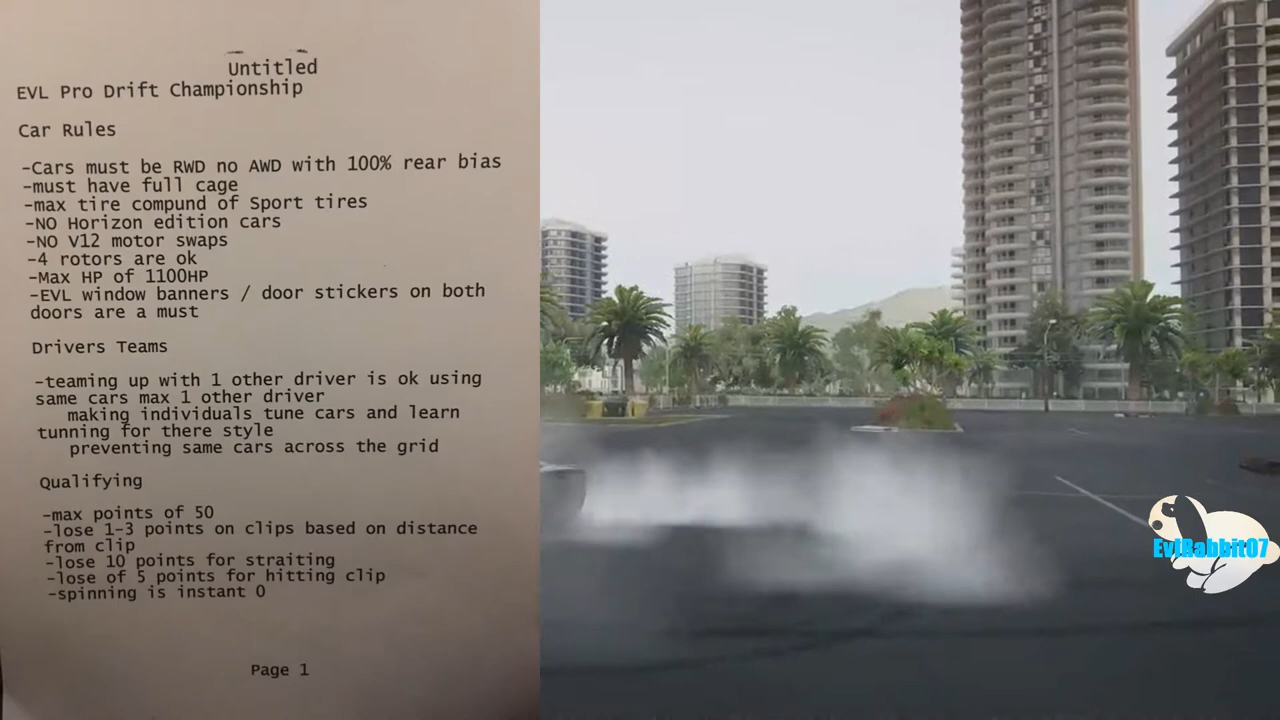 Untitled
EVL Pro Drift Championship
Car Rules
-Cars must be RWD no AWD with 100% rear bias
-must have full cage
-max tire compund of Sport tires
-NO Horizon edition cars
-NO V12 motor swaps
-4 rotors are ok
-Max HP of 1100HP
-EVL window banners / door stickers on both
doors are a must
Drivers Teams
-teaming up with 1 other driver is ok using
same cars max 1 other driver
making individuals tune cars and learn
tunning for there style
preventing same cars across the grid
Qualifying
-max points of 50
-lose 1-3 points on clips based on distance
from clip
-lose 10 points for straiting
-lose of 5 points for hitting clip
-spinning is instant 0
Page 1
EvlRabbit07